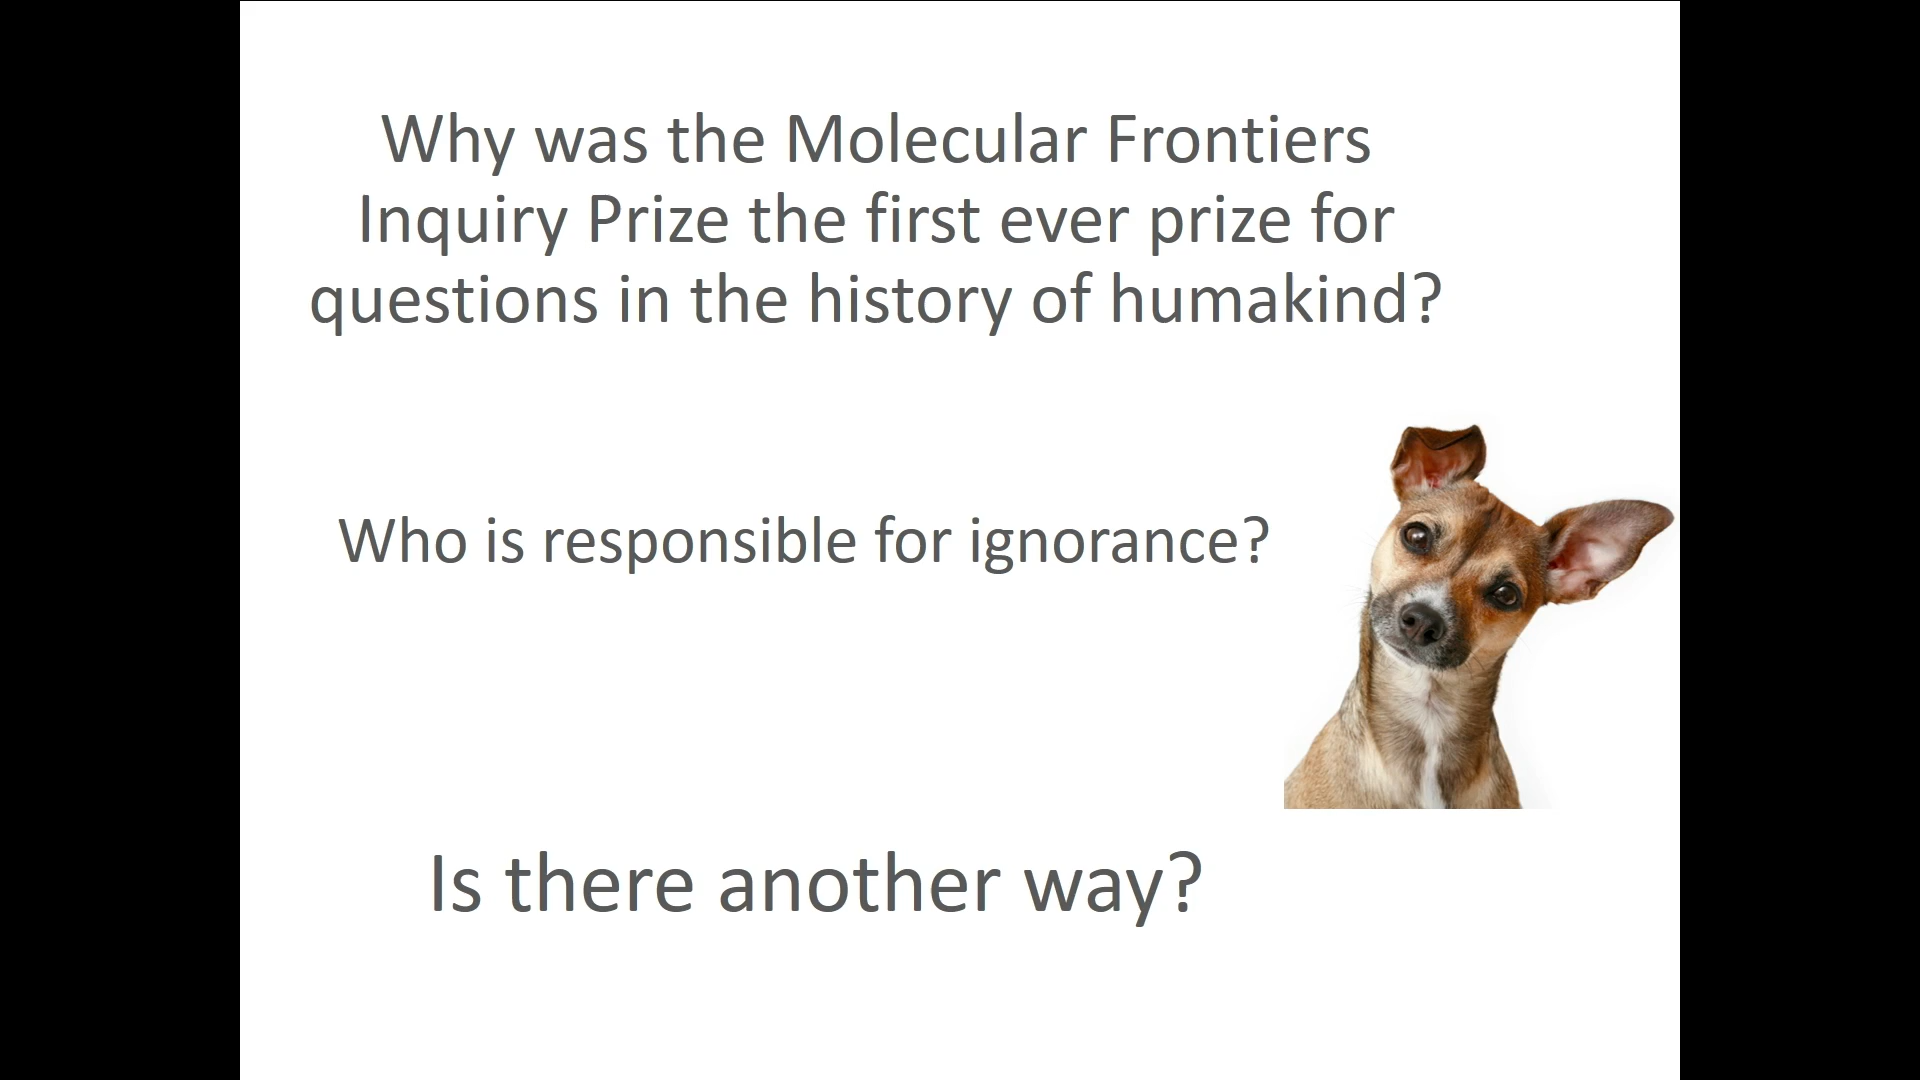 Why was the Molecular Frontiers
Inquiry Prize the first ever prize for
questions in the history of humakind?
Who is responsible for ignorance?
Is there another way?